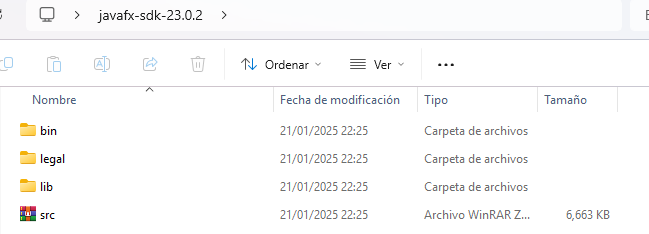 javafx-sdk-23.0.2
Ordenar Ver
Nombre Fecha de modificación Tipo Tamaño
bin 21/01/2025 22:25 Carpeta de archivos
legal 21/01/2025 22:25 Carpeta de archivos
lib 21/01/2025 22:25 Carpeta de archivos
src 21/01/2025 22:25 Archivo WinRAR Z... 6,663 KB